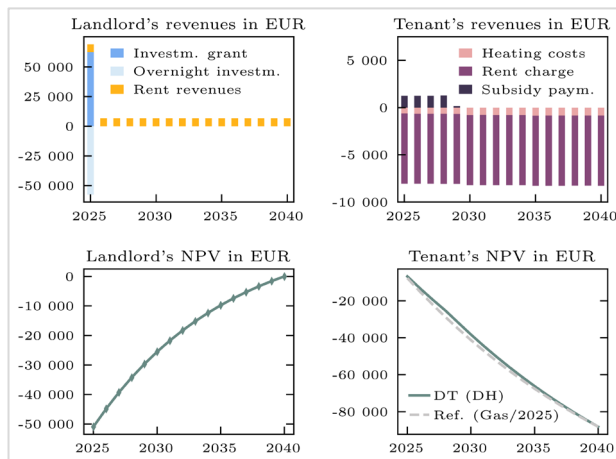 Landlord's revenues in EUR
50 000
25 000
0
-25 000
-50 000
Investm. grant
Overnight investm.
Rent revenues
2025 2030 2035 2040
Tenant's revenues in EUR
5 000
0
-5 000
-10 000
Heating costs
Rent charge
Subsidy paym.
2025 2030 2035 2040
Landlord's NPV in EUR
0
-10 000
-20 000
-30 000
-40 000
-50 000
2025 2030 2035 2040
Tenant's NPV in EUR
-20 000
-40 000
-60 000
-80 000
DT (DH)
Ref. (Gas/2025)
2025 2030 2035 2040